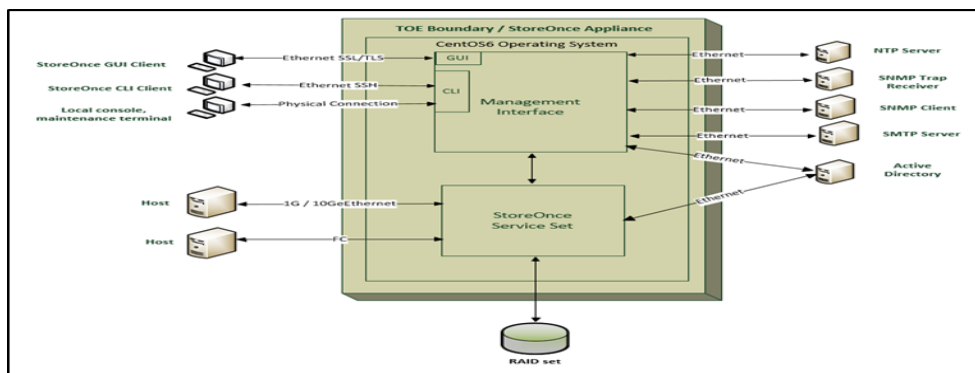 TOE Boundary / StoreOnce Appliance
CentOS6 Operating System
StoreOnce GUI Client
Ethernet SSL/TLS
GUI
StoreOnce CLI Client
Ethernet SSH
CLI
Local console,
maintenance terminal
Physical Connection
Management
Interface
Ethernet
NTP Server
Ethernet
SNMP Trap
Receiver
Ethernet
SNMP Client
Ethernet
SMTP Server
Ethernet
Active
Directory
Ethernet
Host
1G / 10GeEthernet
StoreOnce
Service Set
Host
FC
RAID set